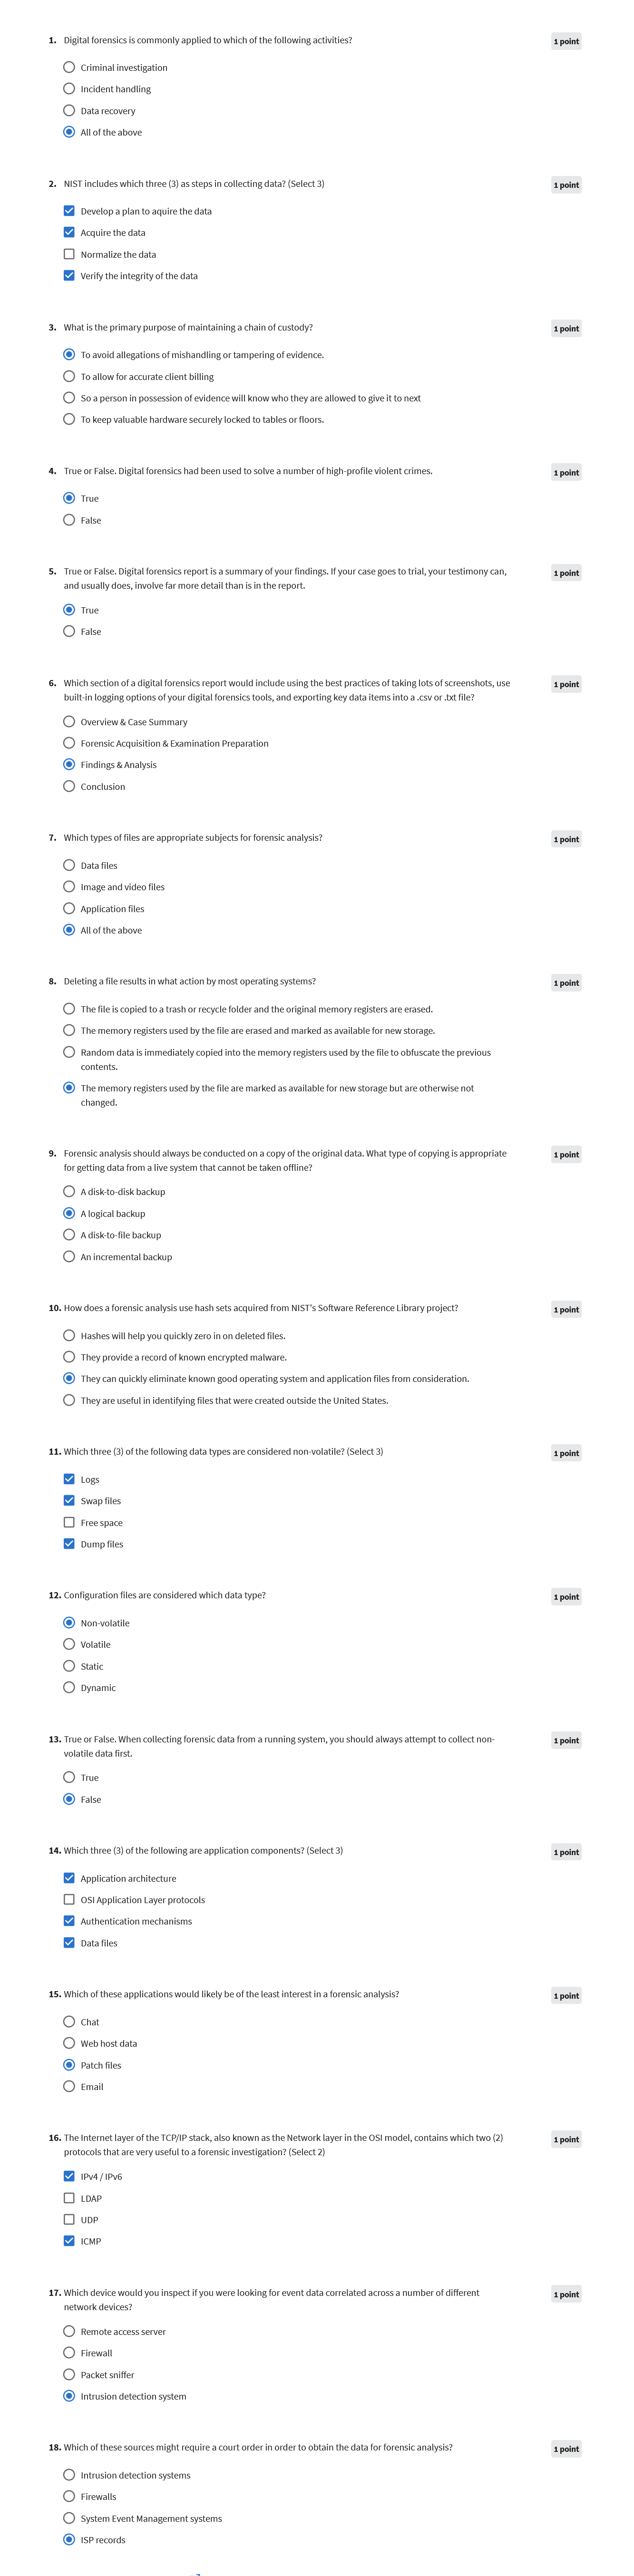 1. Digital forensics is commonly applied to which of the following activities?
1 point
Criminal investigation
Incident handling
Data recovery
All of the above
2. NIST includes which three (3) as steps in collecting data? (Select 3)
1 point
Develop a plan to aquire the data
Acquire the data
Normalize the data
Verify the integrity of the data
3. What is the primary purpose of maintaining a chain of custody?
1 point
To avoid allegations of mishandling or tampering of evidence.
To allow for accurate client billing
So a person in possession of evidence will know who they are allowed to give it to next
To keep valuable hardware securely locked to tables or floors.
4. True or False. Digital forensics had been used to solve a number of high-profile violent crimes.
1 point
True
False
5. True or False. Digital forensics report is a summary of your findings. If your case goes to trial, your testimony can,
and usually does, involve far more detail than is in the report.
1 point
True
False
6. Which section of a digital forensics report would include using the best practices of taking lots of screenshots, use
built-in logging options of your digital forensics tools, and exporting key data items into a .csv or .txt file?
1 point
Overview & Case Summary
Forensic Acquisition & Examination Preparation
Findings & Analysis
Conclusion
7. Which types of files are appropriate subjects for forensic analysis?
1 point
Data files
Image and video files
Application files
All of the above
8. Deleting a file results in what action by most operating systems?
1 point
The file is copied to a trash or recycle folder and the original memory registers are erased.
The memory registers used by the file are erased and marked as available for new storage.
Random data is immediately copied into the memory registers used by the file to obfuscate the previous
contents.
The memory registers used by the file are marked as available for new storage but are otherwise not
changed.
9. Forensic analysis should always be conducted on a copy of the original data. What type of copying is appropriate
for getting data from a live system that cannot be taken offline?
1 point
A disk-to-disk backup
A logical backup
A disk-to-file backup
An incremental backup
10. How does a forensic analysis use hash sets acquired from NIST's Software Reference Library project?
1 point
Hashes will help you quickly zero in on deleted files.
They provide a record of known encrypted malware.
They can quickly eliminate known good operating system and application files from consideration.
They are useful in identifying files that were created outside the United States.
11. Which three (3) of the following data types are considered non-volatile? (Select 3)
1 point
Logs
Swap files
Free space
Dump files
12. Configuration files are considered which data type?
1 point
Non-volatile
Volatile
Static
Dynamic
13. True or False. When collecting forensic data from a running system, you should always attempt to collect non-
volatile data first.
1 point
True
False
14. Which three (3) of the following are application components? (Select 3)
1 point
Application architecture
OSI Application Layer protocols
Authentication mechanisms
Data files
15. Which of these applications would likely be of the least interest in a forensic analysis?
1 point
Chat
Web host data
Patch files
Email
16. The Internet layer of the TCP/IP stack, also known as the Network layer in the OSI model, contains which two (2)
protocols that are very useful to a forensic investigation? (Select 2)
1 point
IPv4 / IPv6
LDAP
UDP
ICMP
17. Which device would you inspect if you were looking for event data correlated across a number of different
network devices?
1 point
Remote access server
Firewall
Packet sniffer
Intrusion detection system
18. Which of these sources might require a court order in order to obtain the data for forensic analysis?
1 point
Intrusion detection systems
Firewalls
System Event Management systems
ISP records